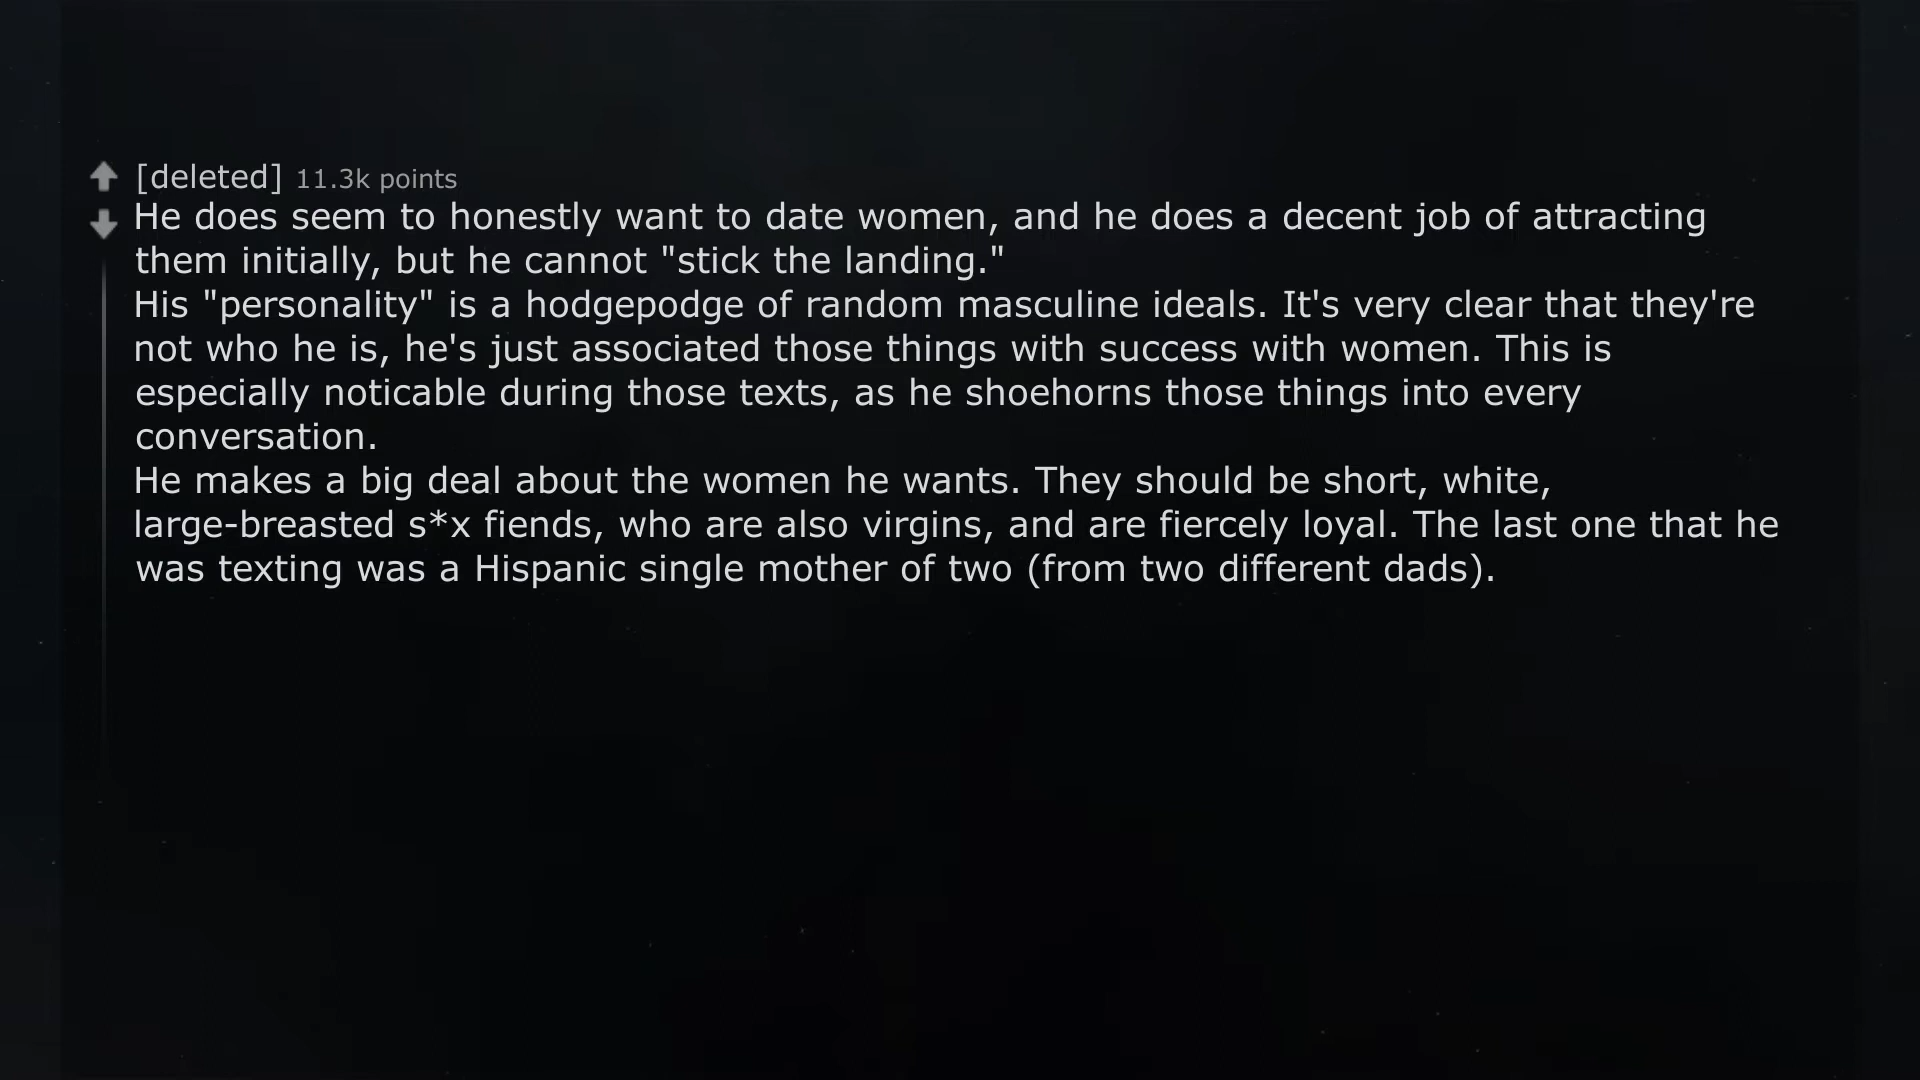 [deleted] 11.3k points
He does seem to honestly want to date women, and he does a decent job of attracting
them initially, but he cannot "stick the landing."
His "personality" is a hodgepodge of random masculine ideals. It's very clear that they're
not who he is, he's just associated those things with success with women. This is
especially noticable during those texts, as he shoehorns those things into every
conversation.
He makes a big deal about the women he wants. They should be short, white,
large-breasted s*x fiends, who are also virgins, and are fiercely loyal. The last one that he
was texting was a Hispanic single mother of two (from two different dads).